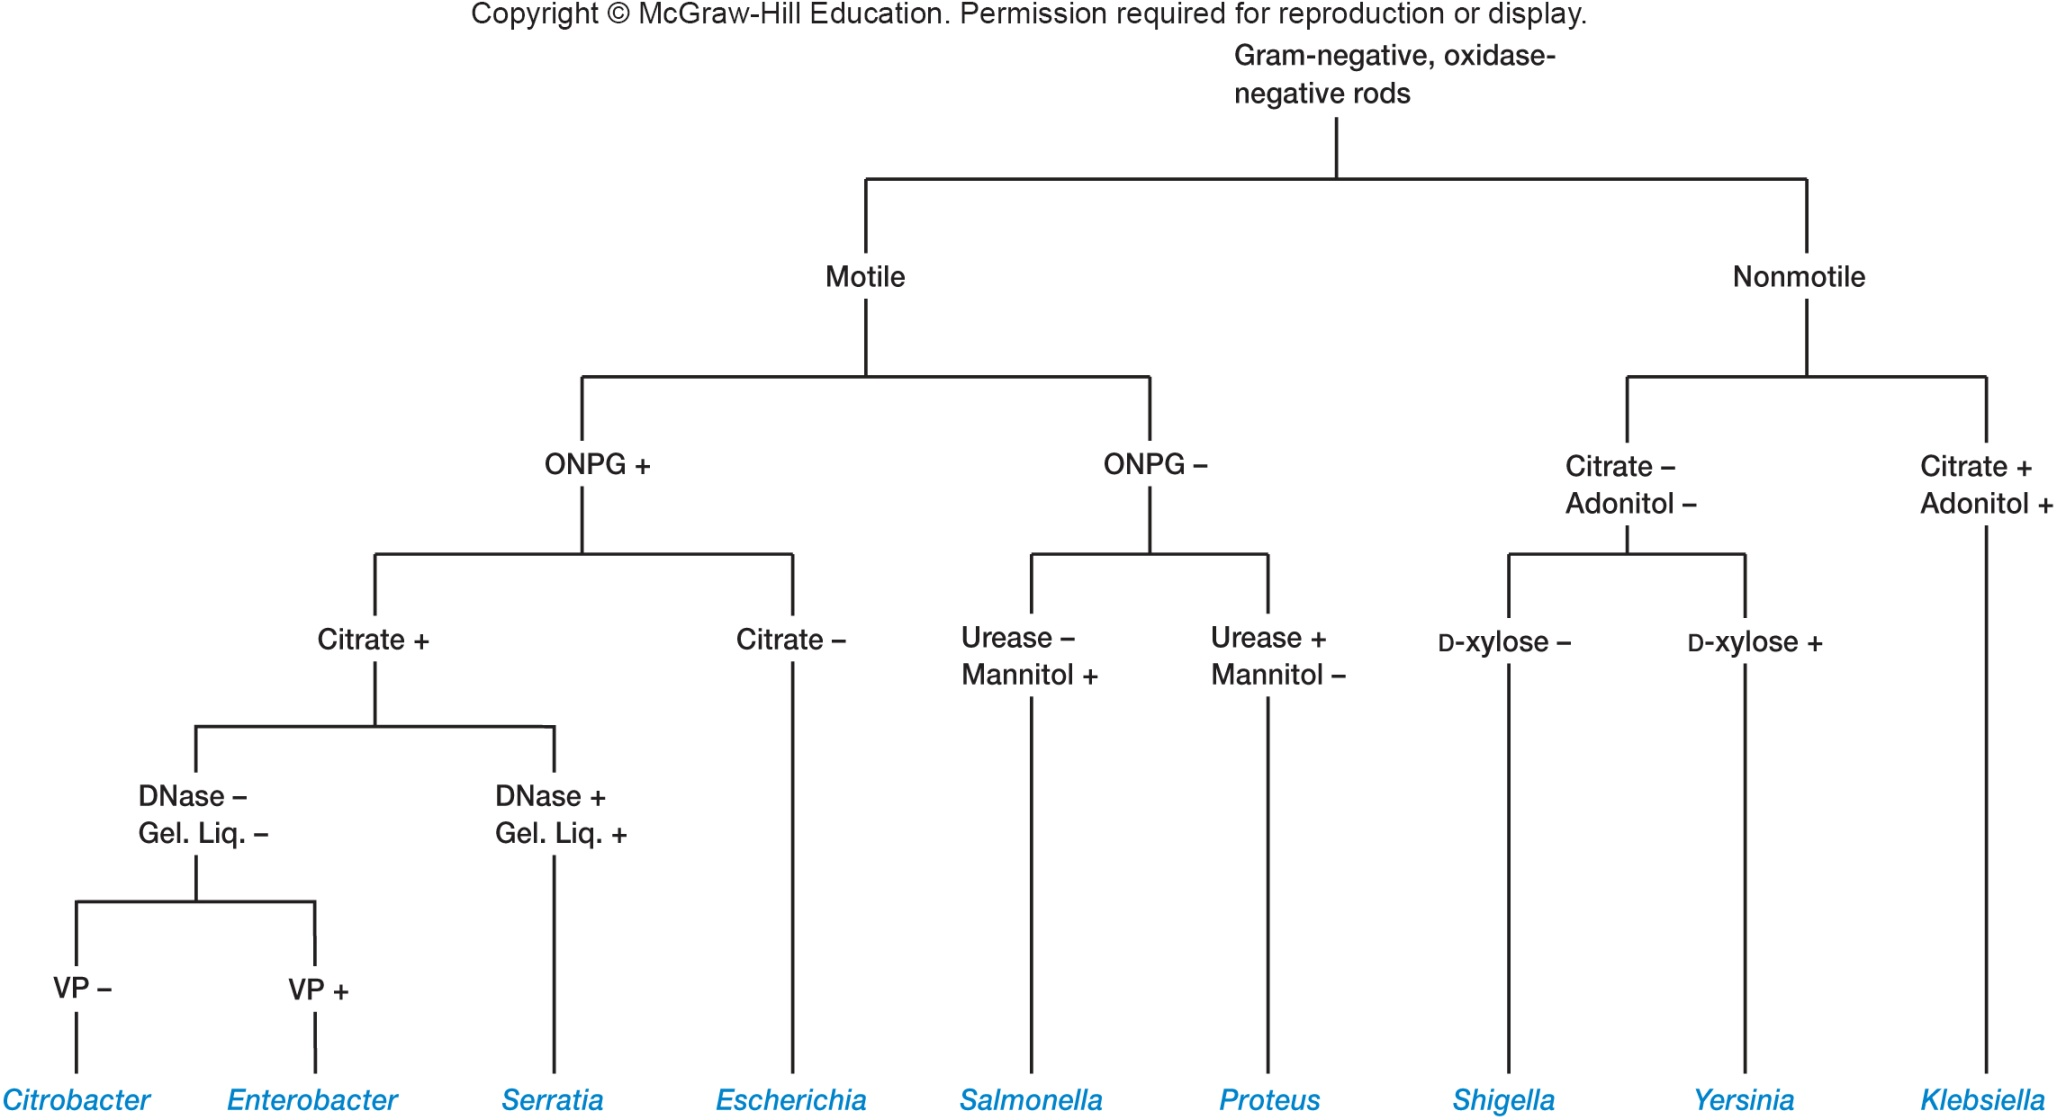 Copyright © McGraw-Hill Education. Permission required for reproduction or display.
Gram-negative, oxidase-
negative rods
Motile
Nonmotile
ONPG +
ONPG –
Citrate –
Adonitol –
Citrate +
Adonitol +
Citrate +
Citrate –
Urease –
Mannitol +
Urease +
Mannitol –
D-xylose –
D-xylose +
DNase –
Gel. Liq. –
DNase +
Gel. Liq. +
VP –
VP +
Citrobacter
Enterobacter
Serratia
Escherichia
Salmonella
Proteus
Shigella
Yersinia
Klebsiella